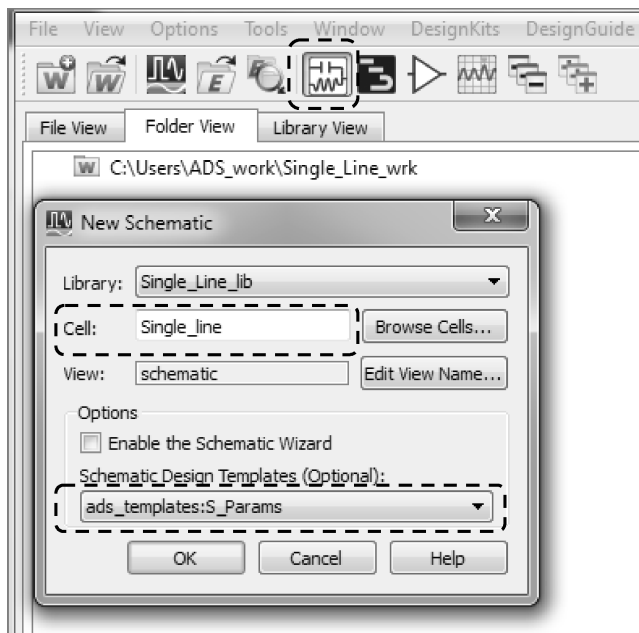 File View Options Tools Window DesignKits DesignGuide
File View Folder View Library View
W C:\Users\ADS_work\Single_Line_wrk
New Schematic
Library: Single_Line_lib
Cell: Single_line Browse Cells...
View: schematic Edit View Name...
Options
Enable the Schematic Wizard
Schematic Design Templates (Optional):
ads_templates:S_Params
OK Cancel Help